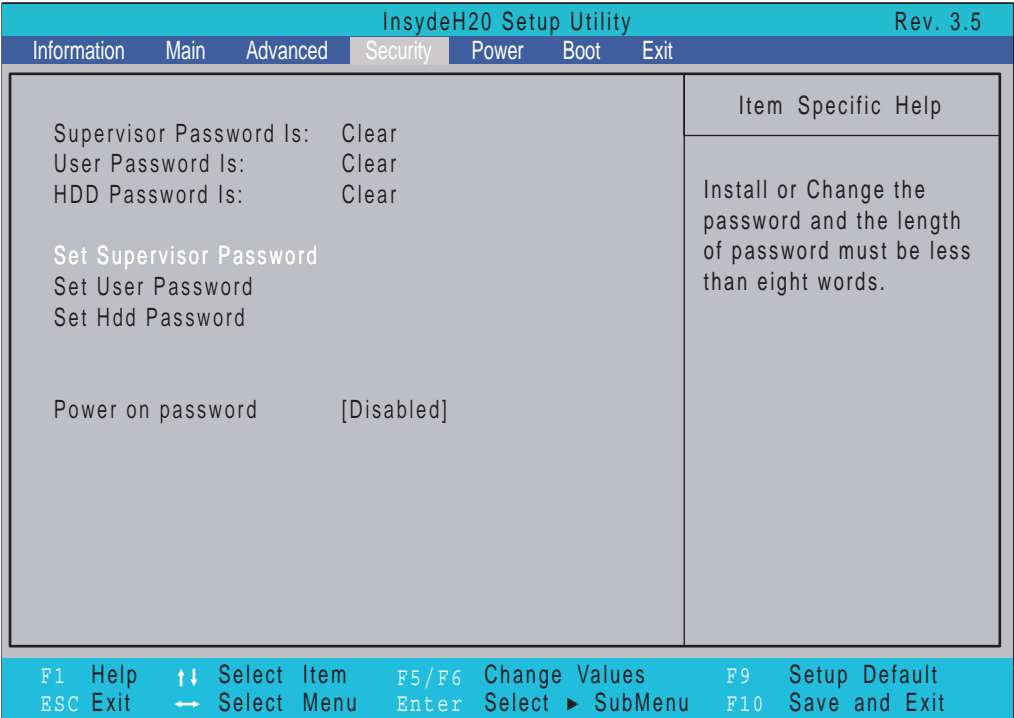 InsydeH20 Setup Utility Rev. 3.5
Information Main Advanced Security Power Boot Exit
Supervisor Password Is: Clear
User Password Is: Clear
HDD Password Is: Clear
Set Supervisor Password
Set User Password
Set Hdd Password
Power on password [Disabled]
Item Specific Help
Install or Change the
password and the length
of password must be less
than eight words.
F1 Help ↑↓ Select Item F5/F6 Change Values F9 Setup Default
ESC Exit ↔ Select Menu Enter Select ► SubMenu F10 Save and Exit